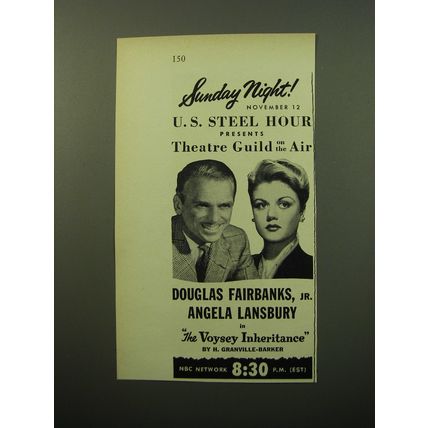 150
Sunday Night!
NOVEMBER 12
U.S. STEEL HOUR
PRESENTS
Theatre Guild on the Air
DOUGLAS FAIRBANKS, JR.
ANGELA LANSBURY
in
"The Voysey Inheritance"
BY H. GRANVILLE-BARKER
NBC NETWORK 8:30 P.M. (EST)